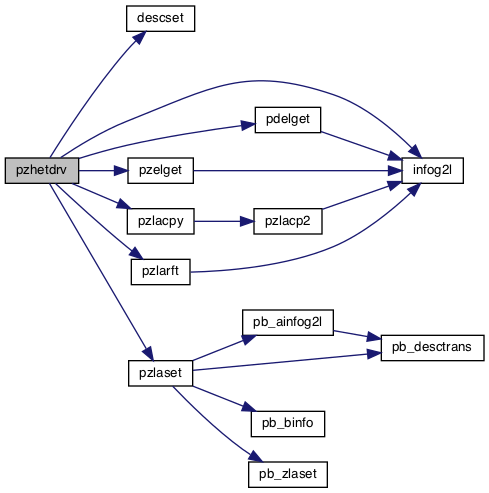 descset
pdelget
pzhetdrv
pzelget
infog2l
pzlacpy
pzlacp2
pzlarft
pb_ainfog2l
pb_desctrans
pzlaset
pb_binfo
pb_zlaset